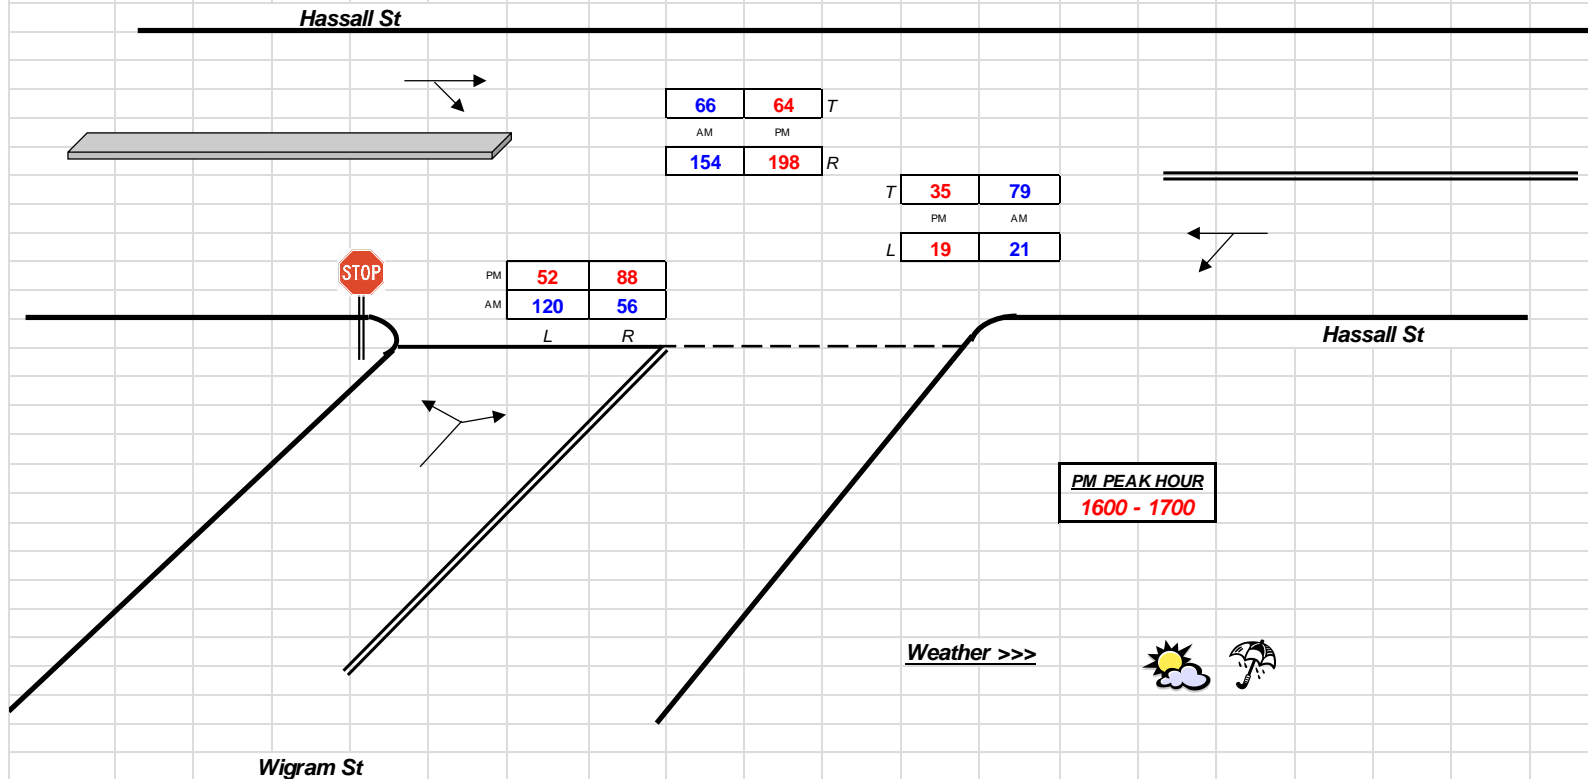 Hassall St
66 64 T
AM PM
154 198 R
T 35 79
PM AM
L 19 21
STOP
PM 52 88
AM 120 56
L R
Hassall St
PM PEAK HOUR
1600 - 1700
Weather >>>
Wigram St